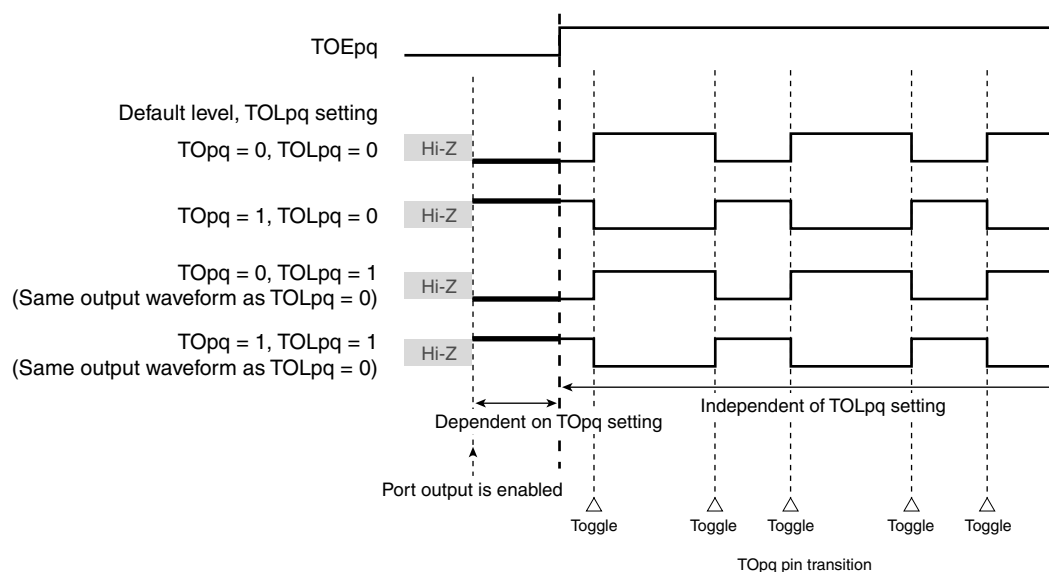 TOEpq
Default level, TOLpq setting
TOpq = 0, TOLpq = 0
Hi-Z
TOpq = 1, TOLpq = 0
Hi-Z
TOpq = 0, TOLpq = 1
(Same output waveform as TOLpq = 0)
Hi-Z
TOpq = 1, TOLpq = 1
(Same output waveform as TOLpq = 0)
Hi-Z
Independent of TOLpq setting
Dependent on TOpq setting
Port output is enabled
Toggle Toggle Toggle Toggle Toggle
TOpq pin transition